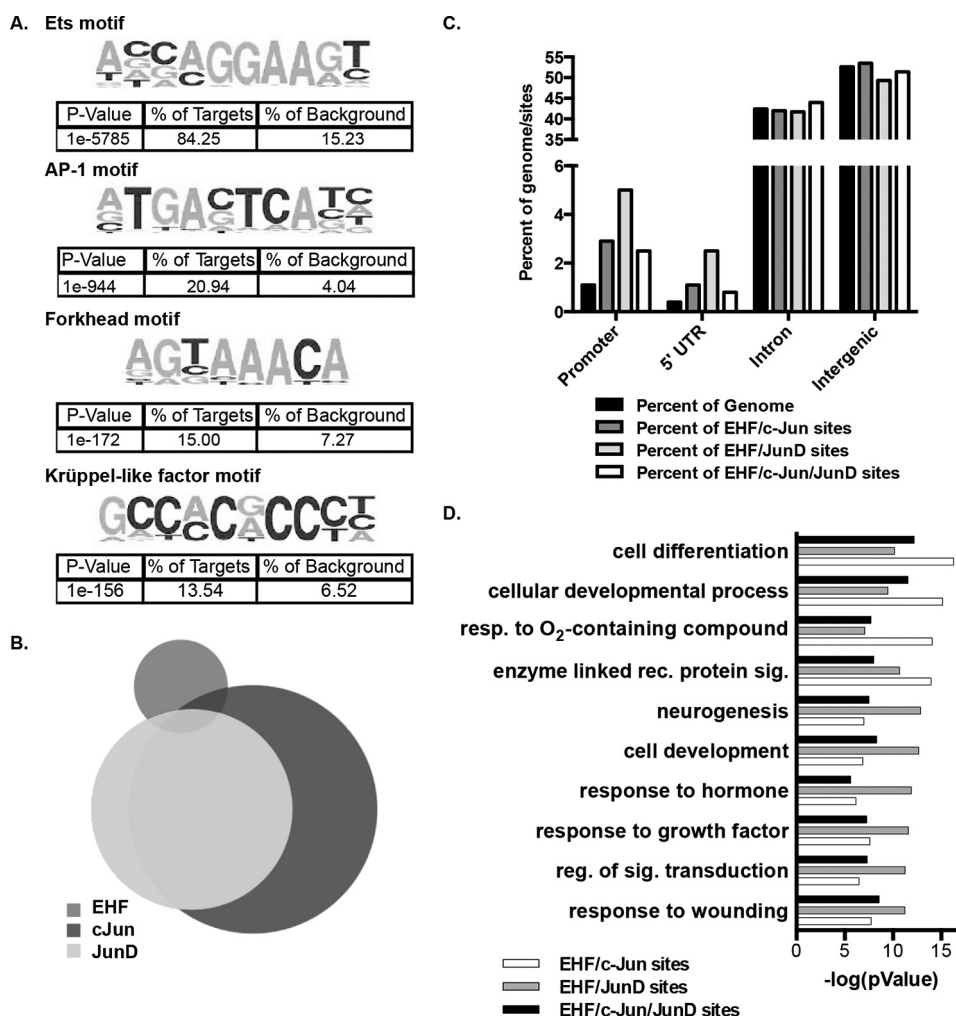 A.
Ets motif
ACCAGGAAGT
P-Value % of Targets % of Background
1e-5785 84.25 15.23
AP-1 motif
ATGACTCATC
P-Value % of Targets % of Background
1e-944 20.94 4.04
Forkhead motif
AGTAAACA
P-Value % of Targets % of Background
1e-172 15.00 7.27
Krüppel-like factor motif
GCCACGCCCT
P-Value % of Targets % of Background
1e-156 13.54 6.52
B.
EHF
cJun
JunD
C.
Percent of genome/sites
55
50
45
40
35
6
4
2
0
Promoter
5' UTR
Intron
Intergenic
Percent of Genome
Percent of EHF/c-Jun sites
Percent of EHF/JunD sites
Percent of EHF/c-Jun/JunD sites
D.
cell differentiation
cellular developmental process
resp. to O₂-containing compound
enzyme linked rec. protein sig.
neurogenesis
cell development
response to hormone
response to growth factor
reg. of sig. transduction
response to wounding
0 5 10 15
-log(pValue)
EHF/c-Jun sites
EHF/JunD sites
EHF/c-Jun/JunD sites